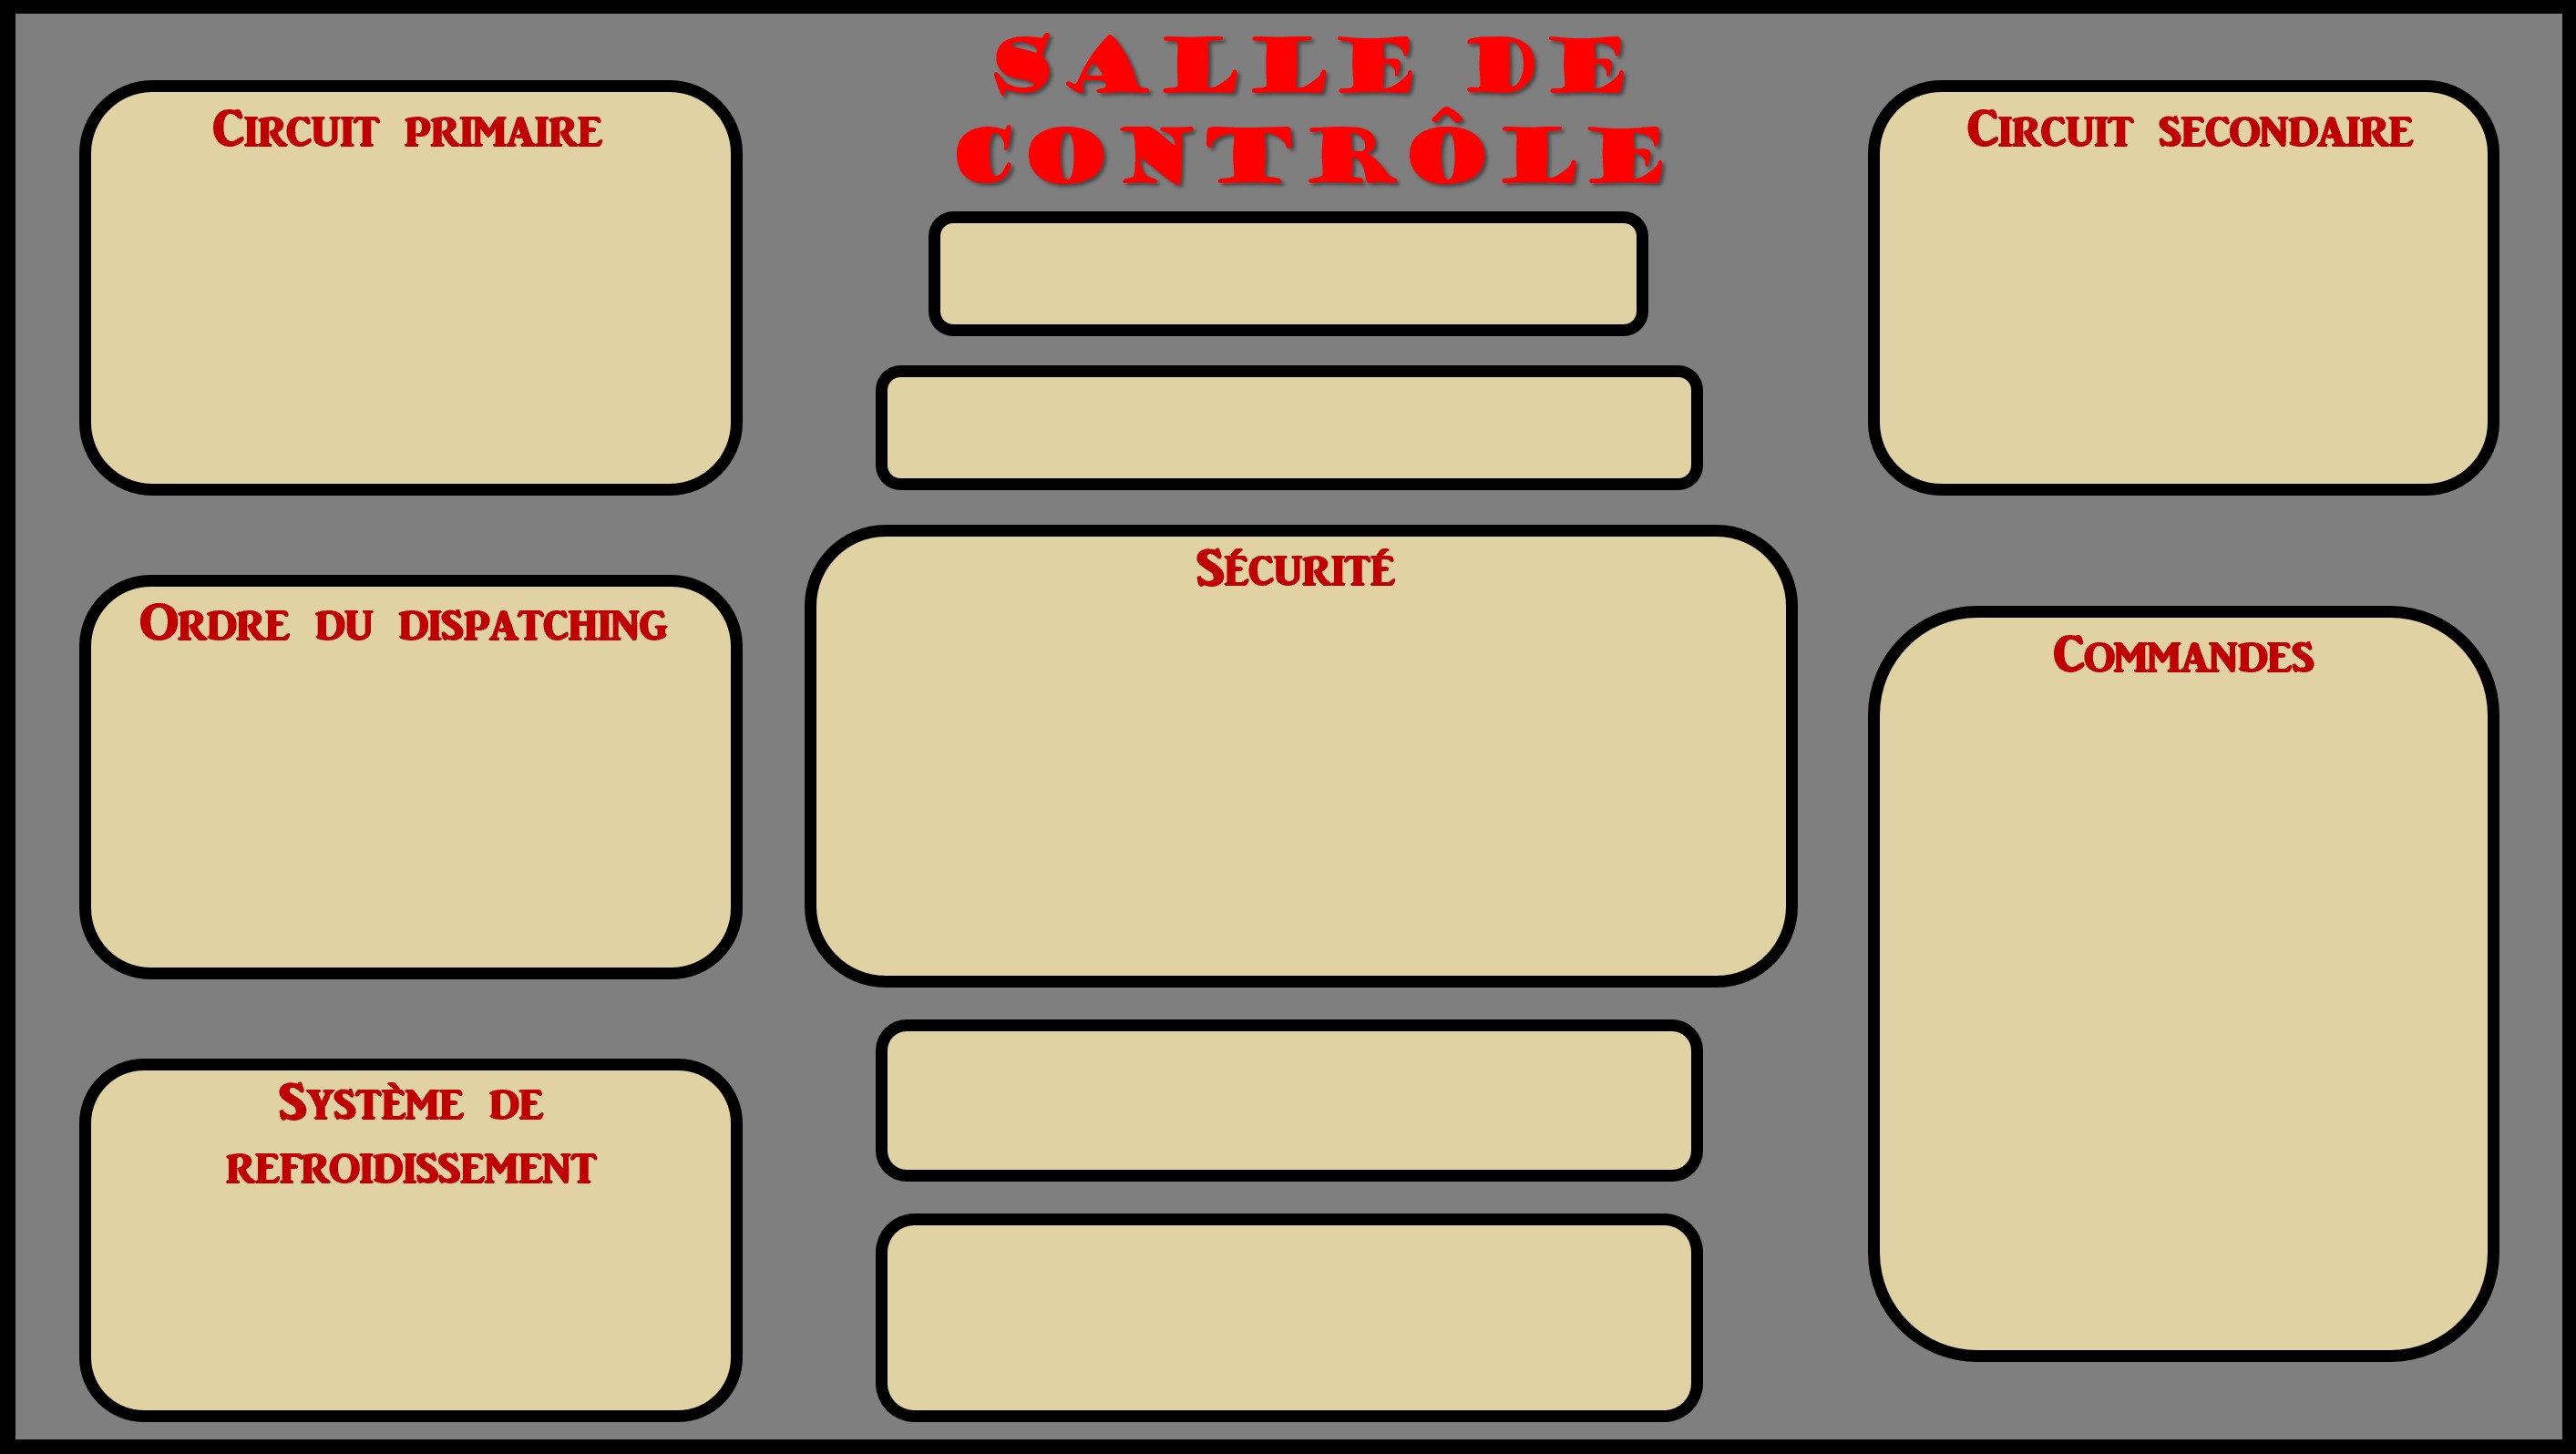 SALLE DE
CONTRÔLE
Circuit primaire
Circuit secondaire
Sécurité
Ordre du dispatching
Commandes
Système de
refroidissement